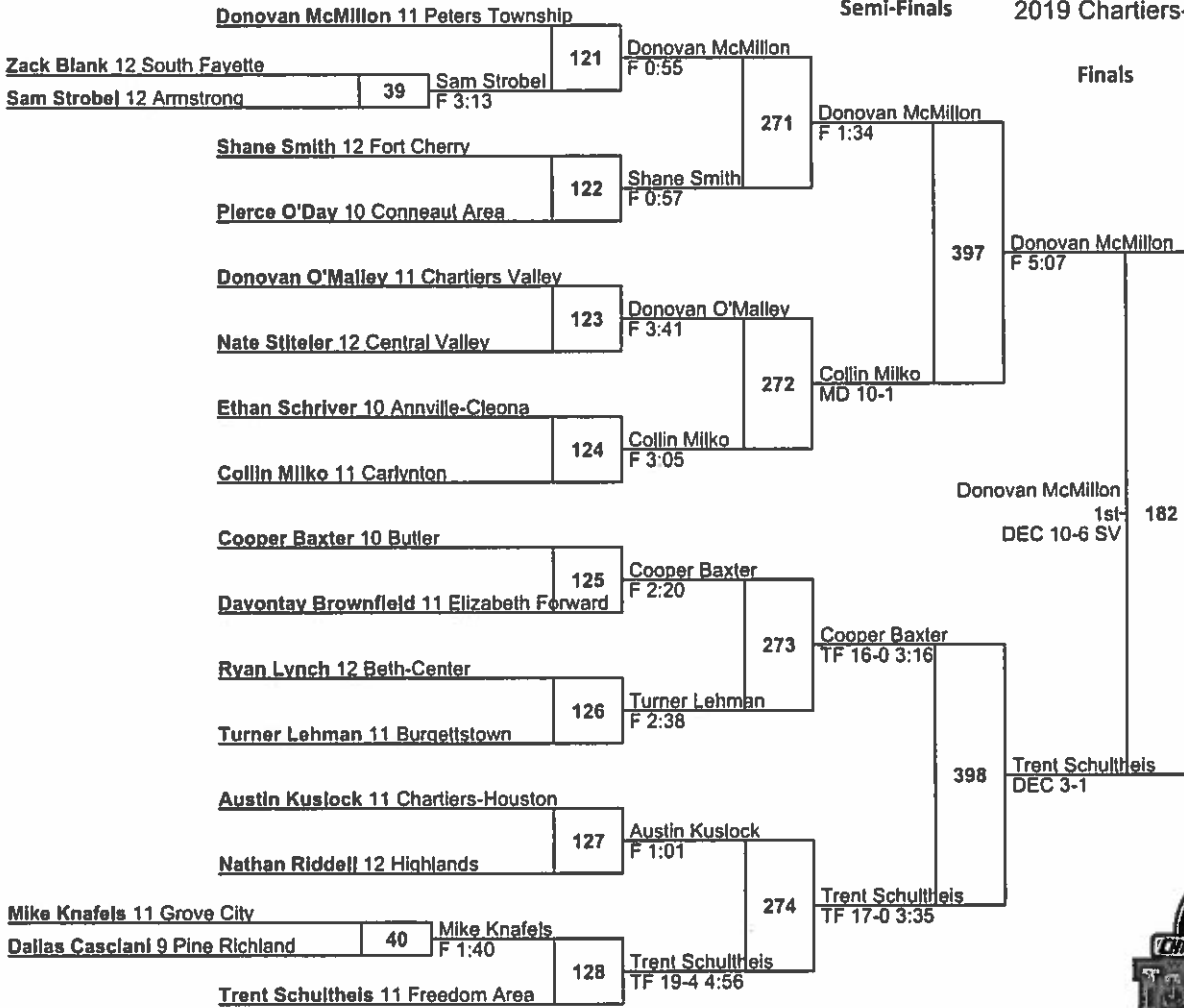 Donovan McMillon 11 Peters Township
Semi-Finals
2019 Chartiers-
Finals
121
Donovan McMillon
F 0:55
Zack Blank 12 South Fayette
Sam Strobel 12 Armstrong
39
Sam Strobel
F 3:13
271
Donovan McMillon
F 1:34
Shane Smith 12 Fort Cherry
122
Shane Smith
F 0:57
Pierce O'Day 10 Conneaut Area
397
Donovan McMillon
F 5:07
Donovan O'Malley 11 Chartiers Valley
123
Donovan O'Malley
F 3:41
Nate Stiteler 12 Central Valley
272
Collin Milko
MD 10-1
Ethan Schriver 10 Annville-Cleona
124
Collin Milko
F 3:05
Collin Milko 11 Carlynton
Donovan McMillon
1st
DEC 10-6 SV
182
Cooper Baxter 10 Butler
125
Cooper Baxter
F 2:20
Davontay Brownfield 11 Elizabeth Forward
273
Cooper Baxter
TF 16-0 3:16
Ryan Lynch 12 Beth-Center
126
Turner Lehman
F 2:38
Turner Lehman 11 Burgettstown
398
Trent Schultheis
DEC 3-1
Austin Kuslock 11 Chartiers-Houston
127
Austin Kuslock
F 1:01
Nathan Riddell 12 Highlands
274
Trent Schultheis
TF 17-0 3:35
Mike Knafels 11 Grove City
Dallas Casciani 9 Pine Richland
40
Mike Knafels
F 1:40
128
Trent Schultheis
TF 19-4 4:56
Trent Schultheis 11 Freedom Area